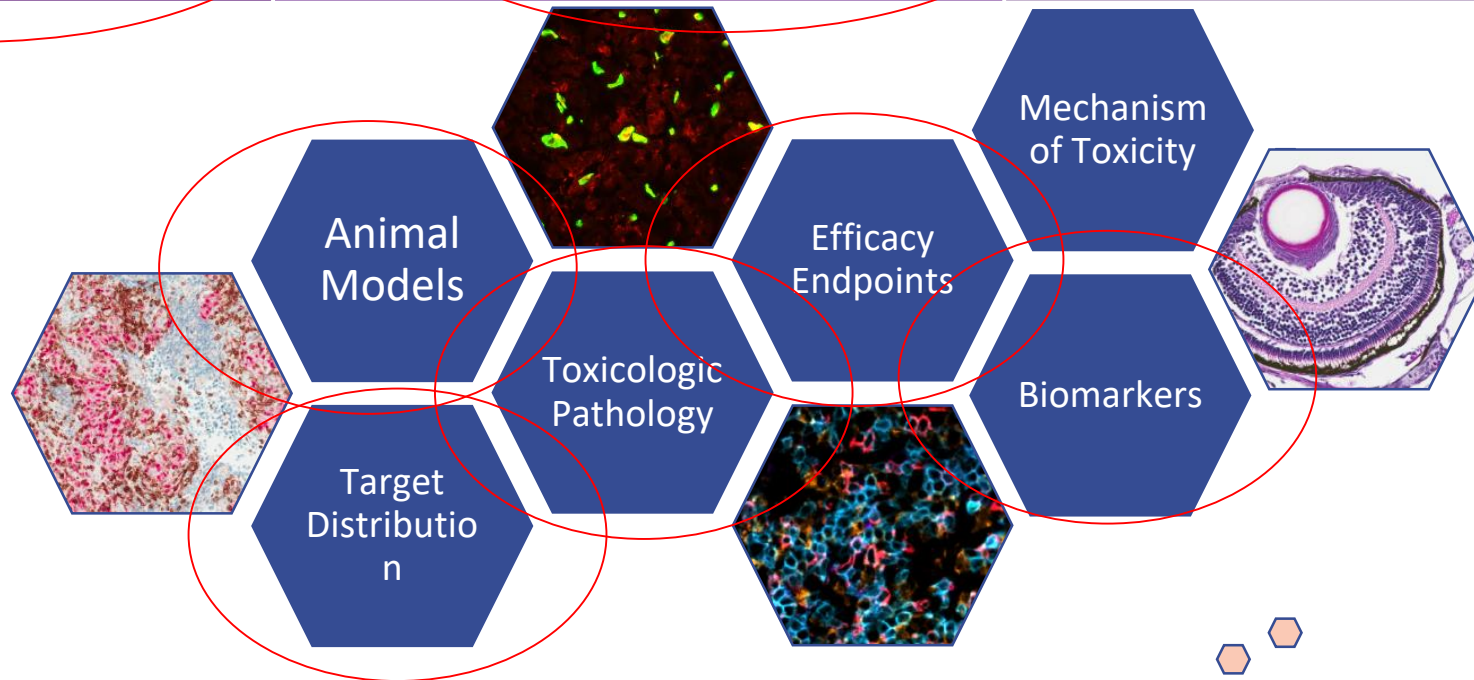 Mechanism
of Toxicity
Animal
Models
Efficacy
Endpoints
Toxicologic
Pathology
Biomarkers
Target
Distributio
n